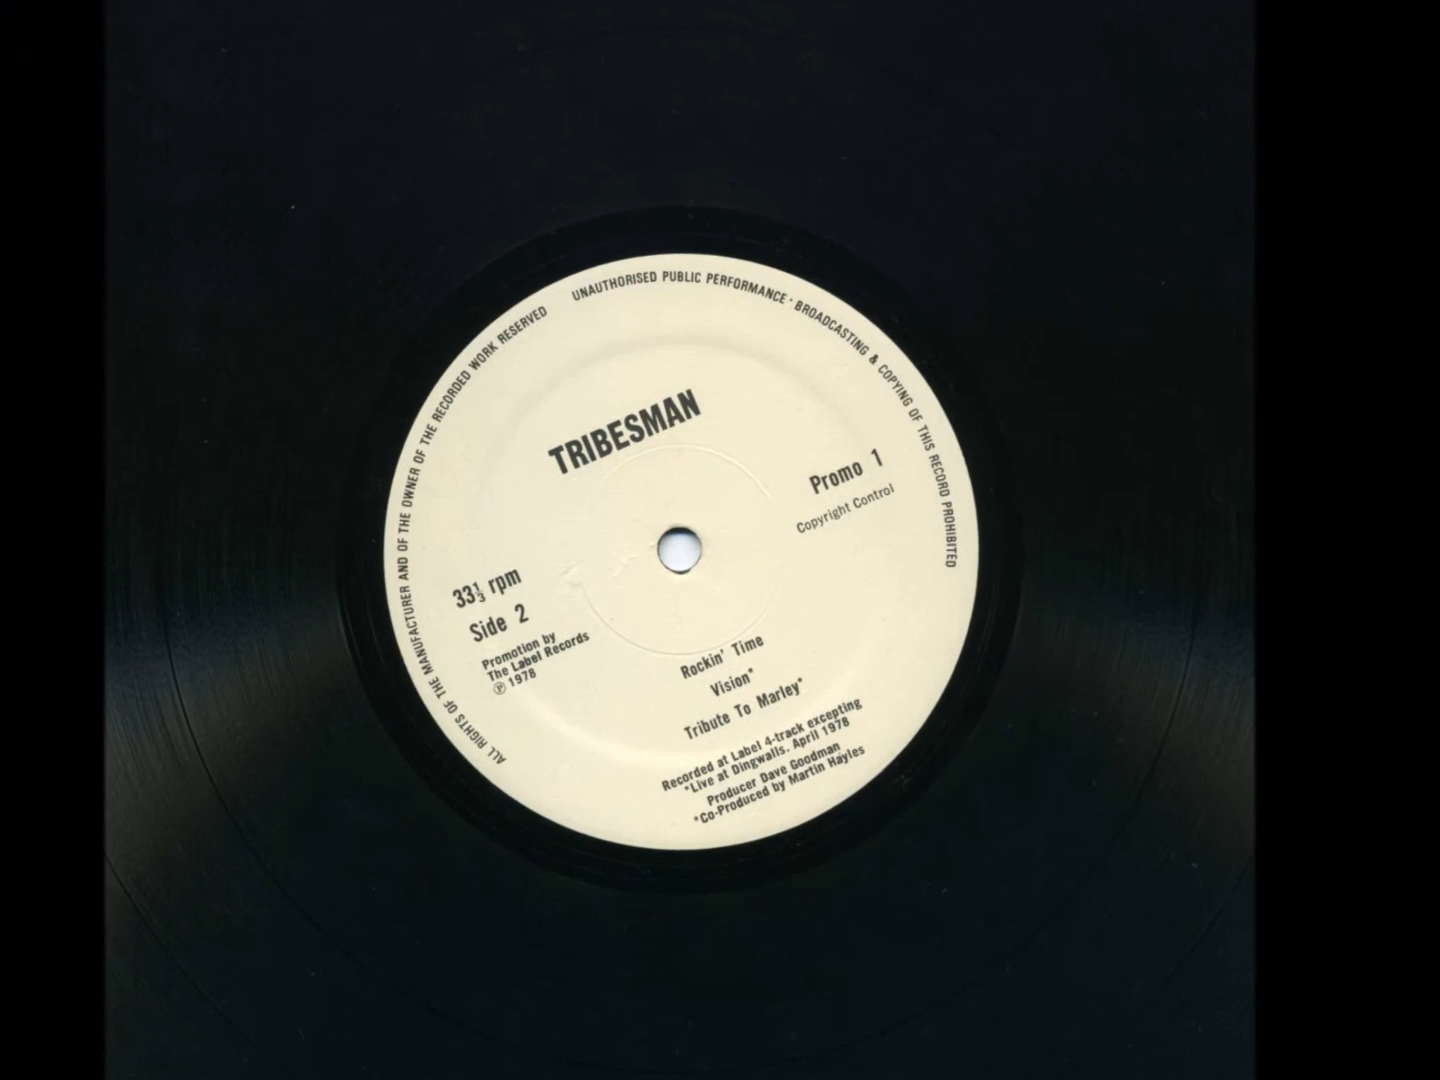 ALL RIGHTS OF THE MANUFACTURER AND OF THE OWNER OF THE RECORDED WORK RESERVED
UNAUTHORISED PUBLIC PERFORMANCE · BROADCASTING & COPYING OF THIS RECORD PROHIBITED
TRIBESMAN
Promo 1
Copyright Control
33⅓ rpm
Side 2
Promotion by
The Label Records
℗ 1978
Rockin' Time
Vision*
Tribute To Marley*
Recorded at Label 4-track excepting
*Live at Dingwalls. April 1978
Producer Dave Goodman
*Co-Produced by Martin Hayles